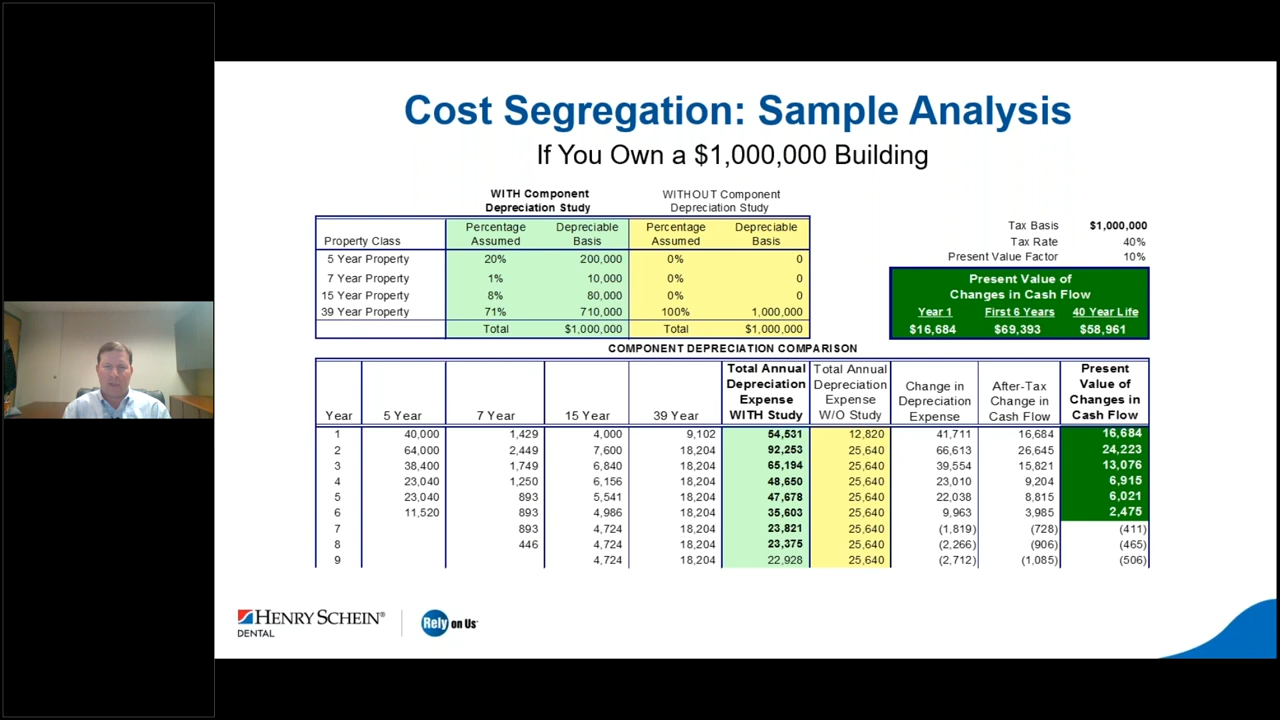 Cost Segregation: Sample Analysis
If You Own a $1,000,000 Building
WITH Component WITHOUT Component
Depreciation Study Depreciation Study
Percentage Depreciable Percentage Depreciable
Property Class Assumed Basis Assumed Basis
5 Year Property 20% 200,000 0% 0
7 Year Property 1% 10,000 0% 0
15 Year Property 8% 80,000 0% 0
39 Year Property 71% 710,000 100% 1,000,000
Total $1,000,000 Total $1,000,000
Tax Basis $1,000,000
Tax Rate 40%
Present Value Factor 10%
Present Value of
Changes in Cash Flow
Year 1 First 6 Years 40 Year Life
$16,684 $69,393 $58,961
COMPONENT DEPRECIATION COMPARISON
Total Annual Total Annual Present
Depreciation Depreciation Change in After-Tax Value of
Expense Expense Depreciation Change in Changes in
Year 5 Year 7 Year 15 Year 39 Year WITH Study W/O Study Expense Cash Flow Cash Flow
1 40,000 1,429 4,000 9,102 54,531 12,820 41,711 16,684 16,684
2 64,000 2,449 7,600 18,204 92,253 25,640 66,613 26,645 24,223
3 38,400 1,749 6,840 18,204 65,194 25,640 39,554 15,821 13,076
4 23,040 1,250 6,156 18,204 48,650 25,640 23,010 9,204 6,915
5 23,040 893 5,541 18,204 47,678 25,640 22,038 8,815 6,021
6 11,520 893 4,986 18,204 35,603 25,640 9,963 3,985 2,475
7 893 4,724 18,204 23,821 25,640 (1,819) (728) (411)
8 446 4,724 18,204 23,375 25,640 (2,266) (906) (465)
9 4,724 18,204 22,928 25,640 (2,712) (1,085) (506)
HENRY SCHEIN®
DENTAL
Rely on Us